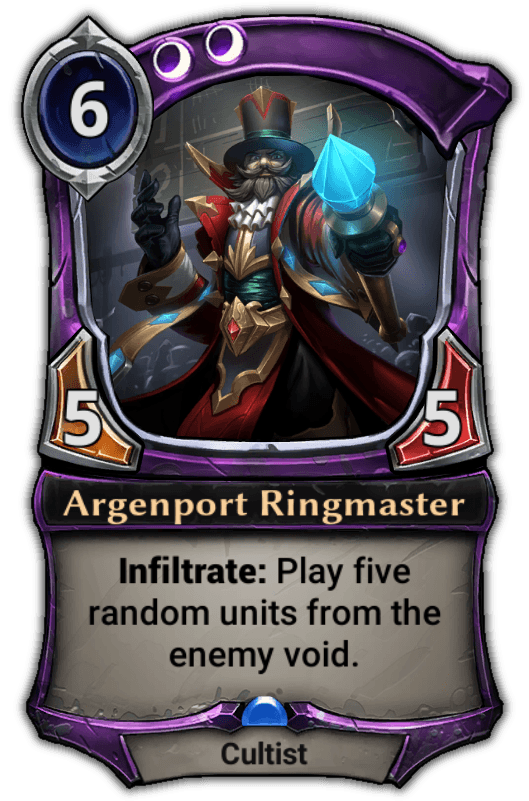 6
5
5
Argenport Ringmaster
Infiltrate: Play five
random units from the
enemy void.
Cultist